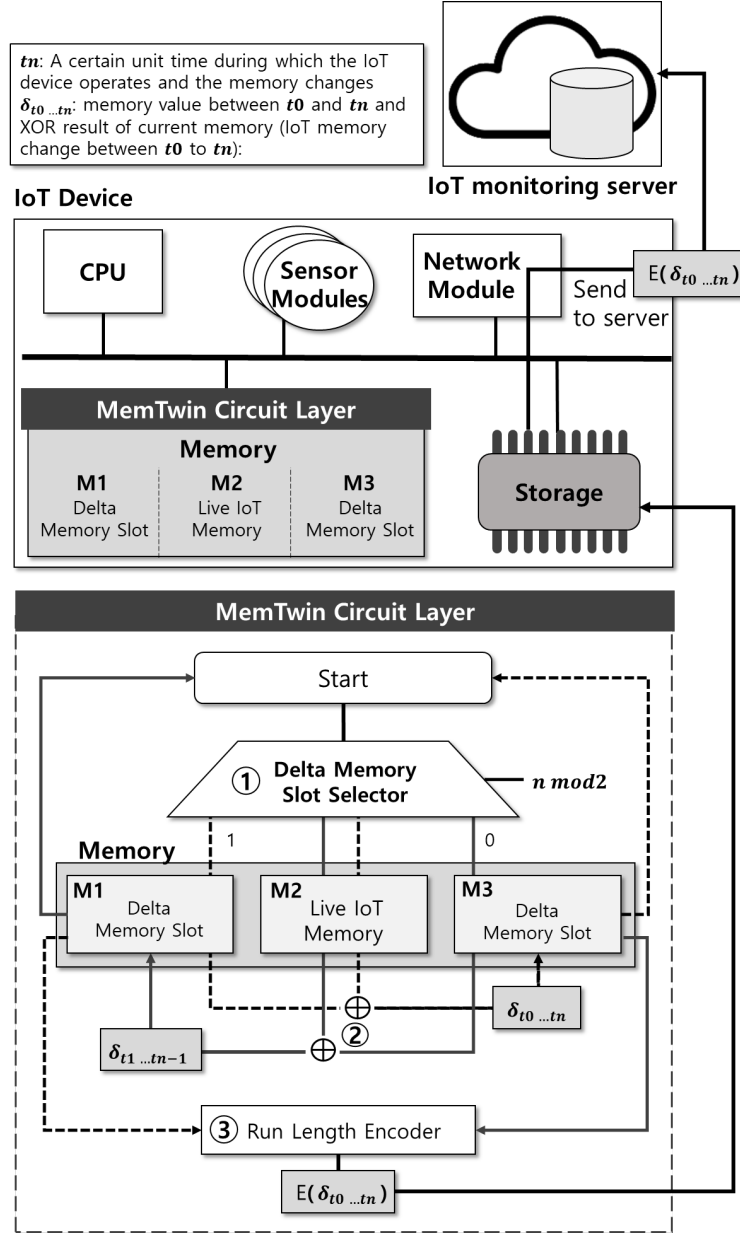 tn: A certain unit time during which the IoT
device operates and the memory changes
δt0 ...tn: memory value between t0 and tn and
XOR result of current memory (IoT memory
change between t0 to tn):
IoT monitoring server
IoT Device
CPU
Sensor
Modules
Network
Module
Send
to server
E(δt0 ...tn)
MemTwin Circuit Layer
Memory
M1
Delta
Memory Slot
M2
Live IoT
Memory
M3
Delta
Memory Slot
Storage
MemTwin Circuit Layer
Start
① Delta Memory
Slot Selector
n mod2
1
0
Memory
M1
Delta
Memory Slot
M2
Live IoT
Memory
M3
Delta
Memory Slot
δt0 ...tn
②
δt1 ...tn−1
③ Run Length Encoder
E(δt0 ...tn)